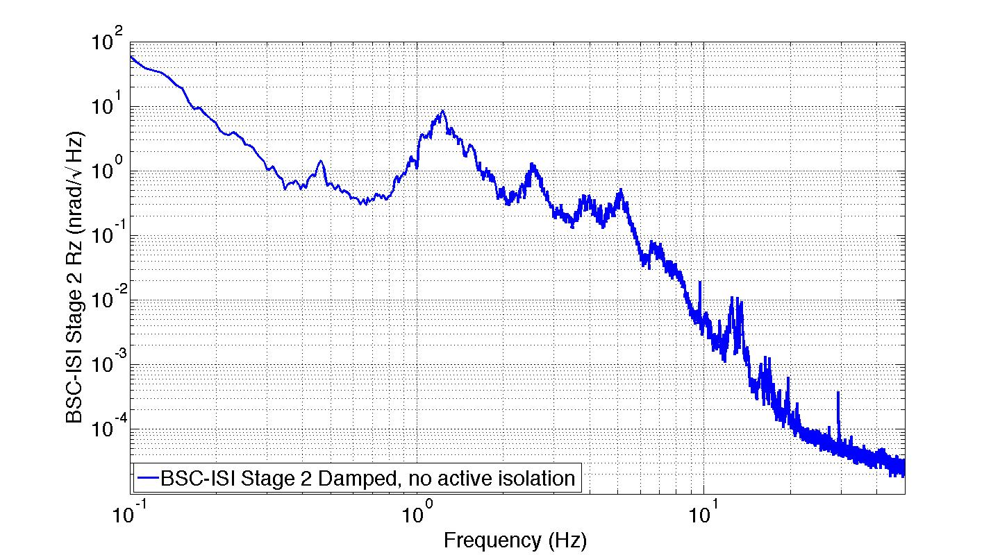 10^2
10^1
10^0
10^-1
10^-2
10^-3
10^-4
BSC-ISI Stage 2 Rz (nrad/√ Hz)
BSC-ISI Stage 2 Damped, no active isolation
10^-1 10^0 10^1
Frequency (Hz)